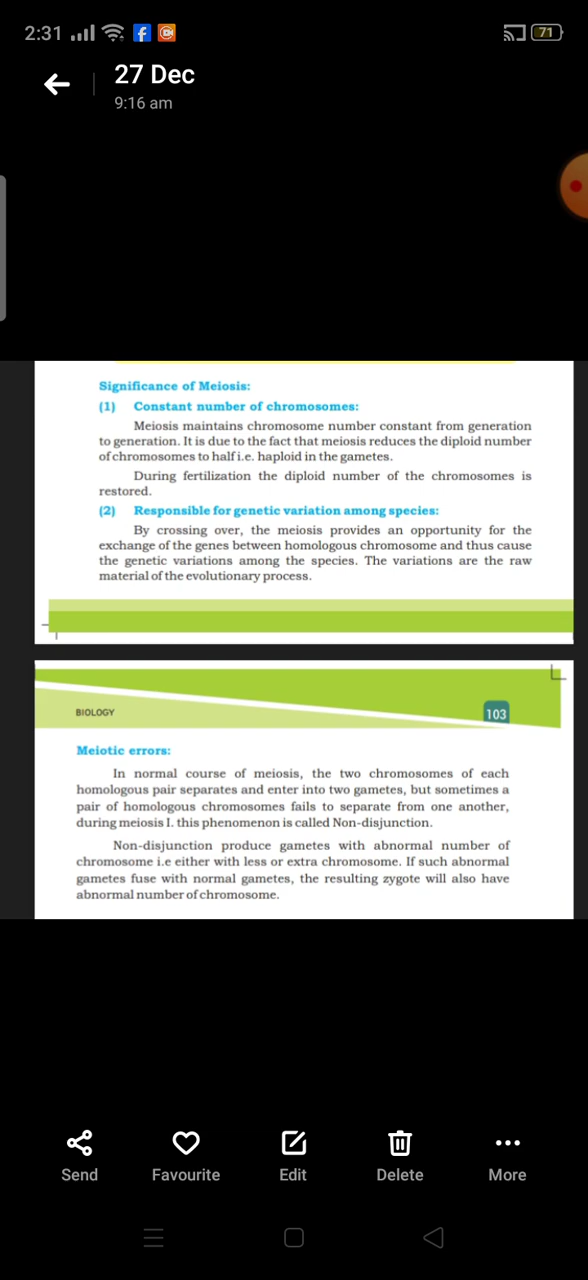 2:31
71
27 Dec
9:16 am
Significance of Meiosis:
(1) Constant number of chromosomes:
Meiosis maintains chromosome number constant from generation
to generation. It is due to the fact that meiosis reduces the diploid number
of chromosomes to half i.e. haploid in the gametes.
During fertilization the diploid number of the chromosomes is
restored.
(2) Responsible for genetic variation among species:
By crossing over, the meiosis provides an opportunity for the
exchange of the genes between homologous chromosome and thus cause
the genetic variations among the species. The variations are the raw
material of the evolutionary process.
BIOLOGY
103
Meiotic errors:
In normal course of meiosis, the two chromosomes of each
homologous pair separates and enter into two gametes, but sometimes a
pair of homologous chromosomes fails to separate from one another,
during meiosis I. this phenomenon is called Non-disjunction.
Non-disjunction produce gametes with abnormal number of
chromosome i.e either with less or extra chromosome. If such abnormal
gametes fuse with normal gametes, the resulting zygote will also have
abnormal number of chromosome.
Send
Favourite
Edit
Delete
More